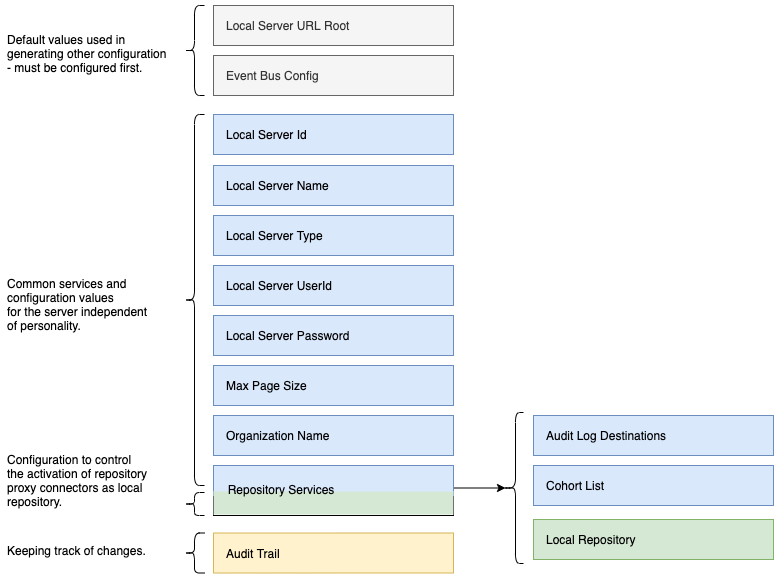 Default values used in
generating other configuration
- must be configured first.
Local Server URL Root
Event Bus Config
Common services and
configuration values
for the server independent
of personality.
Local Server Id
Local Server Name
Local Server Type
Local Server UserId
Local Server Password
Max Page Size
Organization Name
Repository Services
Configuration to control
the activation of repository
proxy connectors as local
repository.
Audit Log Destinations
Cohort List
Local Repository
Keeping track of changes.
Audit Trail